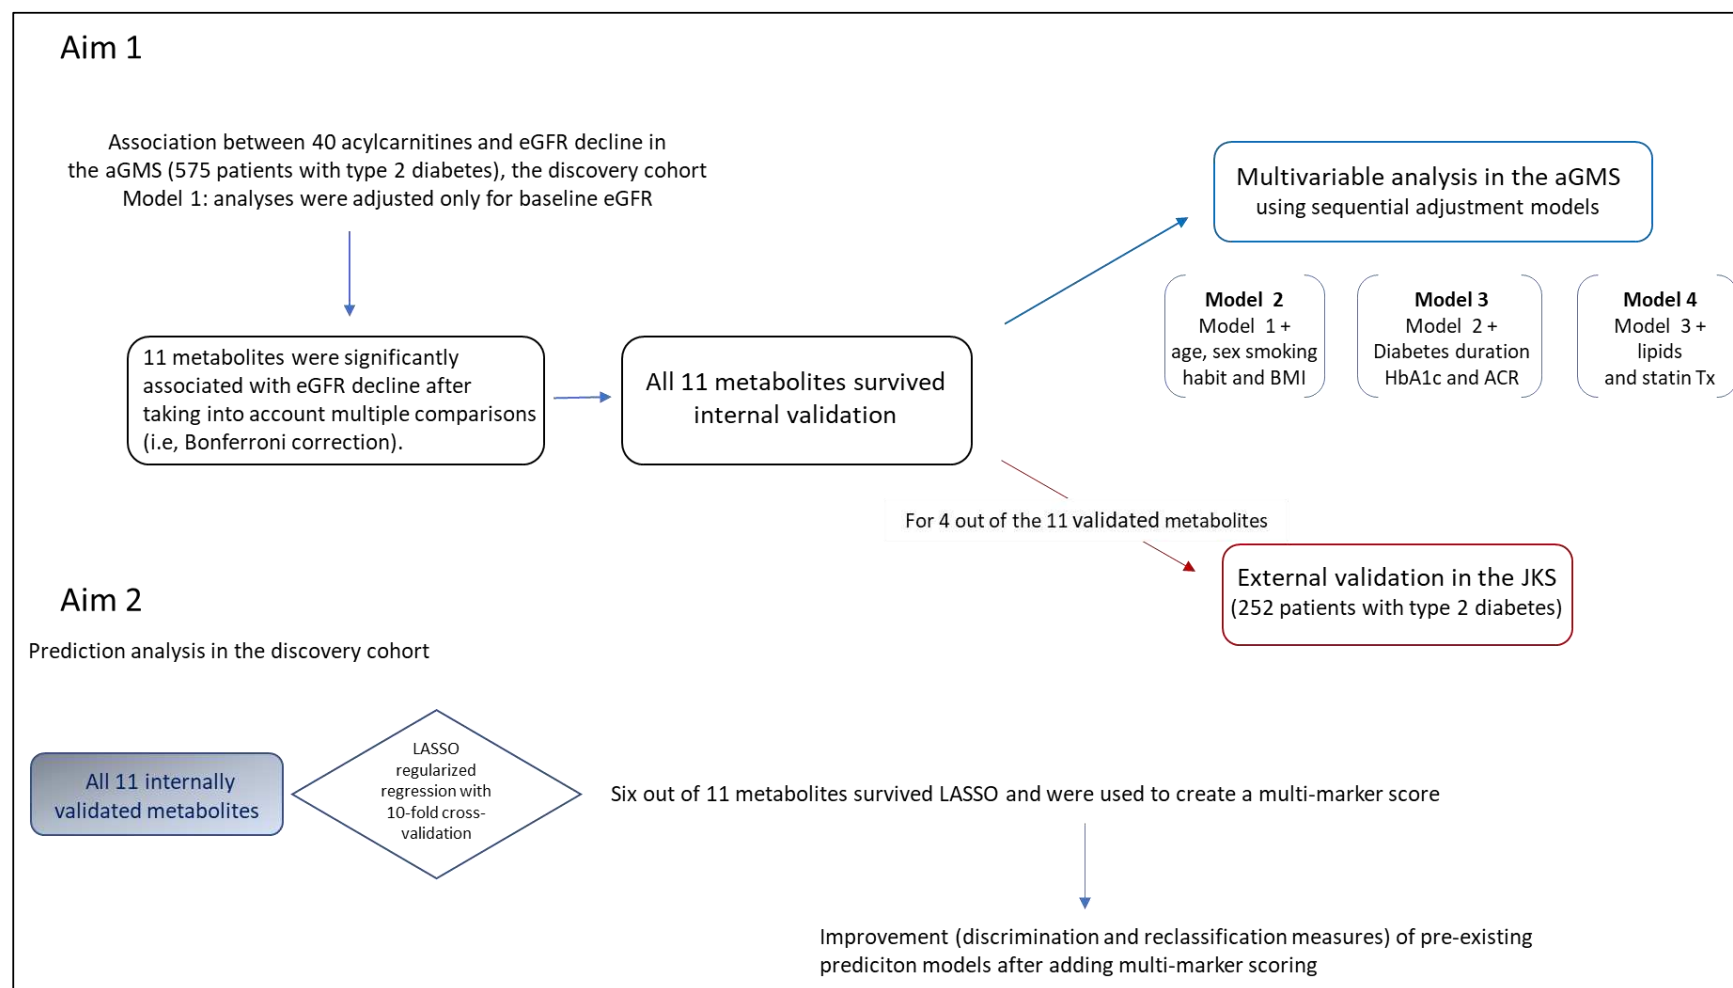 Aim 1
Association between 40 acylcarnitines and eGFR decline in
the aGMS (575 patients with type 2 diabetes), the discovery cohort
Model 1: analyses were adjusted only for baseline eGFR
11 metabolites were significantly
associated with eGFR decline after
taking into account multiple comparisons
(i.e, Bonferroni correction).
All 11 metabolites survived
internal validation
Multivariable analysis in the aGMS
using sequential adjustment models
Model 2
Model 1 +
age, sex smoking
habit and BMI
Model 3
Model 2 +
Diabetes duration
HbA1c and ACR
Model 4
Model 3 +
lipids
and statin Tx
For 4 out of the 11 validated metabolites
External validation in the JKS
(252 patients with type 2 diabetes)
Aim 2
Prediction analysis in the discovery cohort
All 11 internally
validated metabolites
LASSO
regularized
regression with
10-fold cross-
validation
Six out of 11 metabolites survived LASSO and were used to create a multi-marker score
Improvement (discrimination and reclassification measures) of pre-existing
prediciton models after adding multi-marker scoring